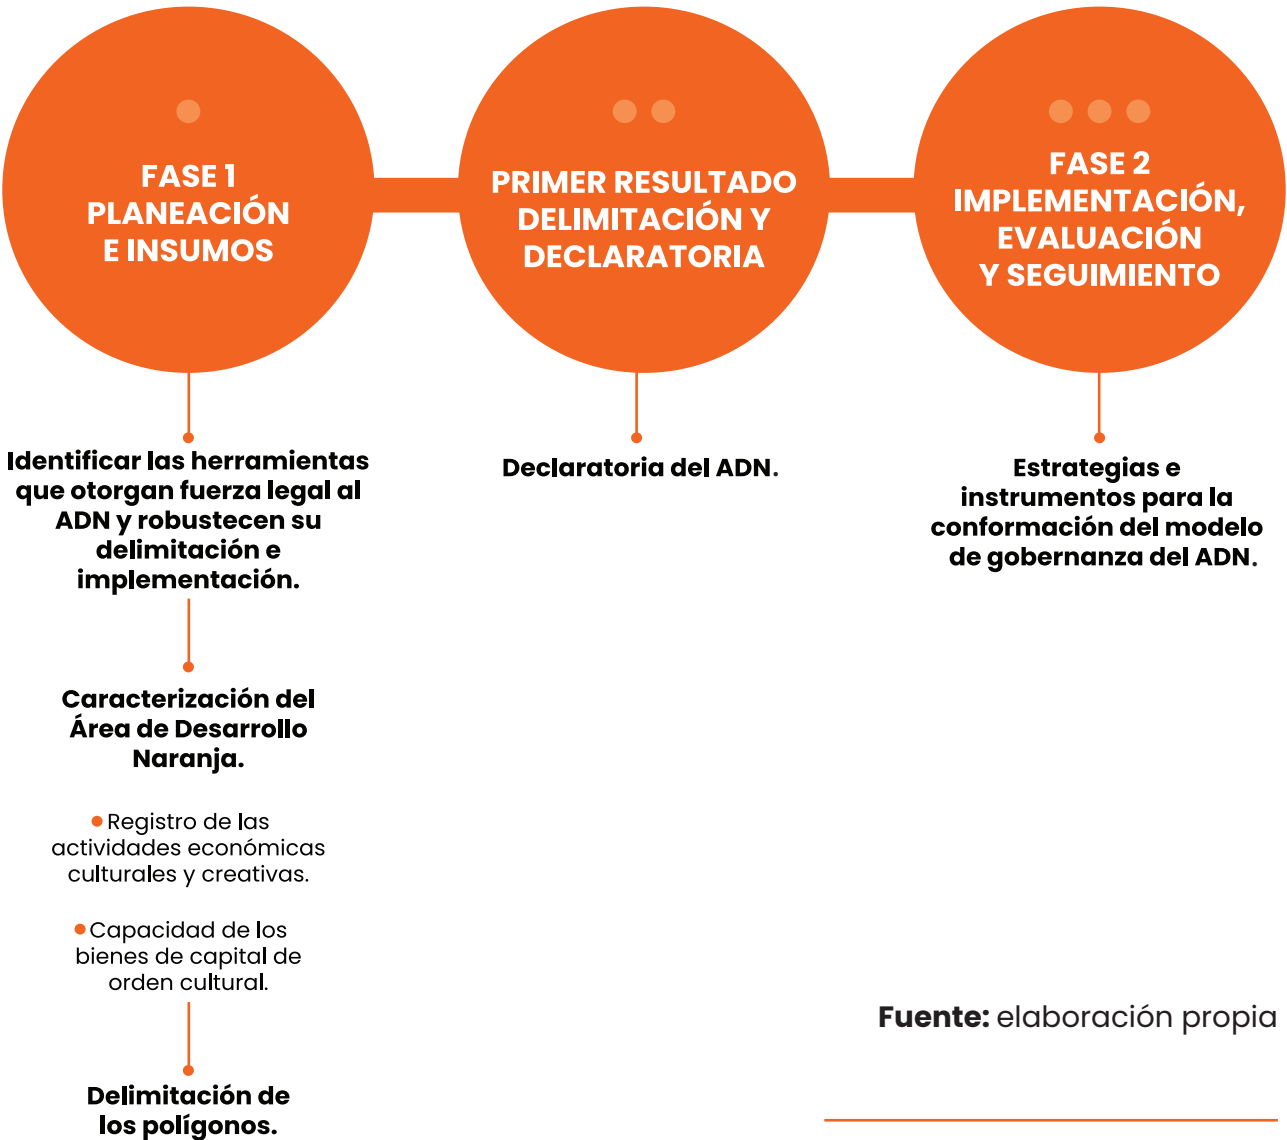 FASE 1
PLANEACIÓN
E INSUMOS
PRIMER RESULTADO
DELIMITACIÓN Y
DECLARATORIA
FASE 2
IMPLEMENTACIÓN,
EVALUACIÓN
Y SEGUIMIENTO
Identificar las herramientas
que otorgan fuerza legal al
ADN y robustecen su
delimitación e
implementación.
Caracterización del
Área de Desarrollo
Naranja.
Registro de las
actividades económicas
culturales y creativas.
Capacidad de los
bienes de capital de
orden cultural.
Delimitación de
los polígonos.
Declaratoria del ADN.
Estrategias e
instrumentos para la
conformación del modelo
de gobernanza del ADN.
Fuente: elaboración propia